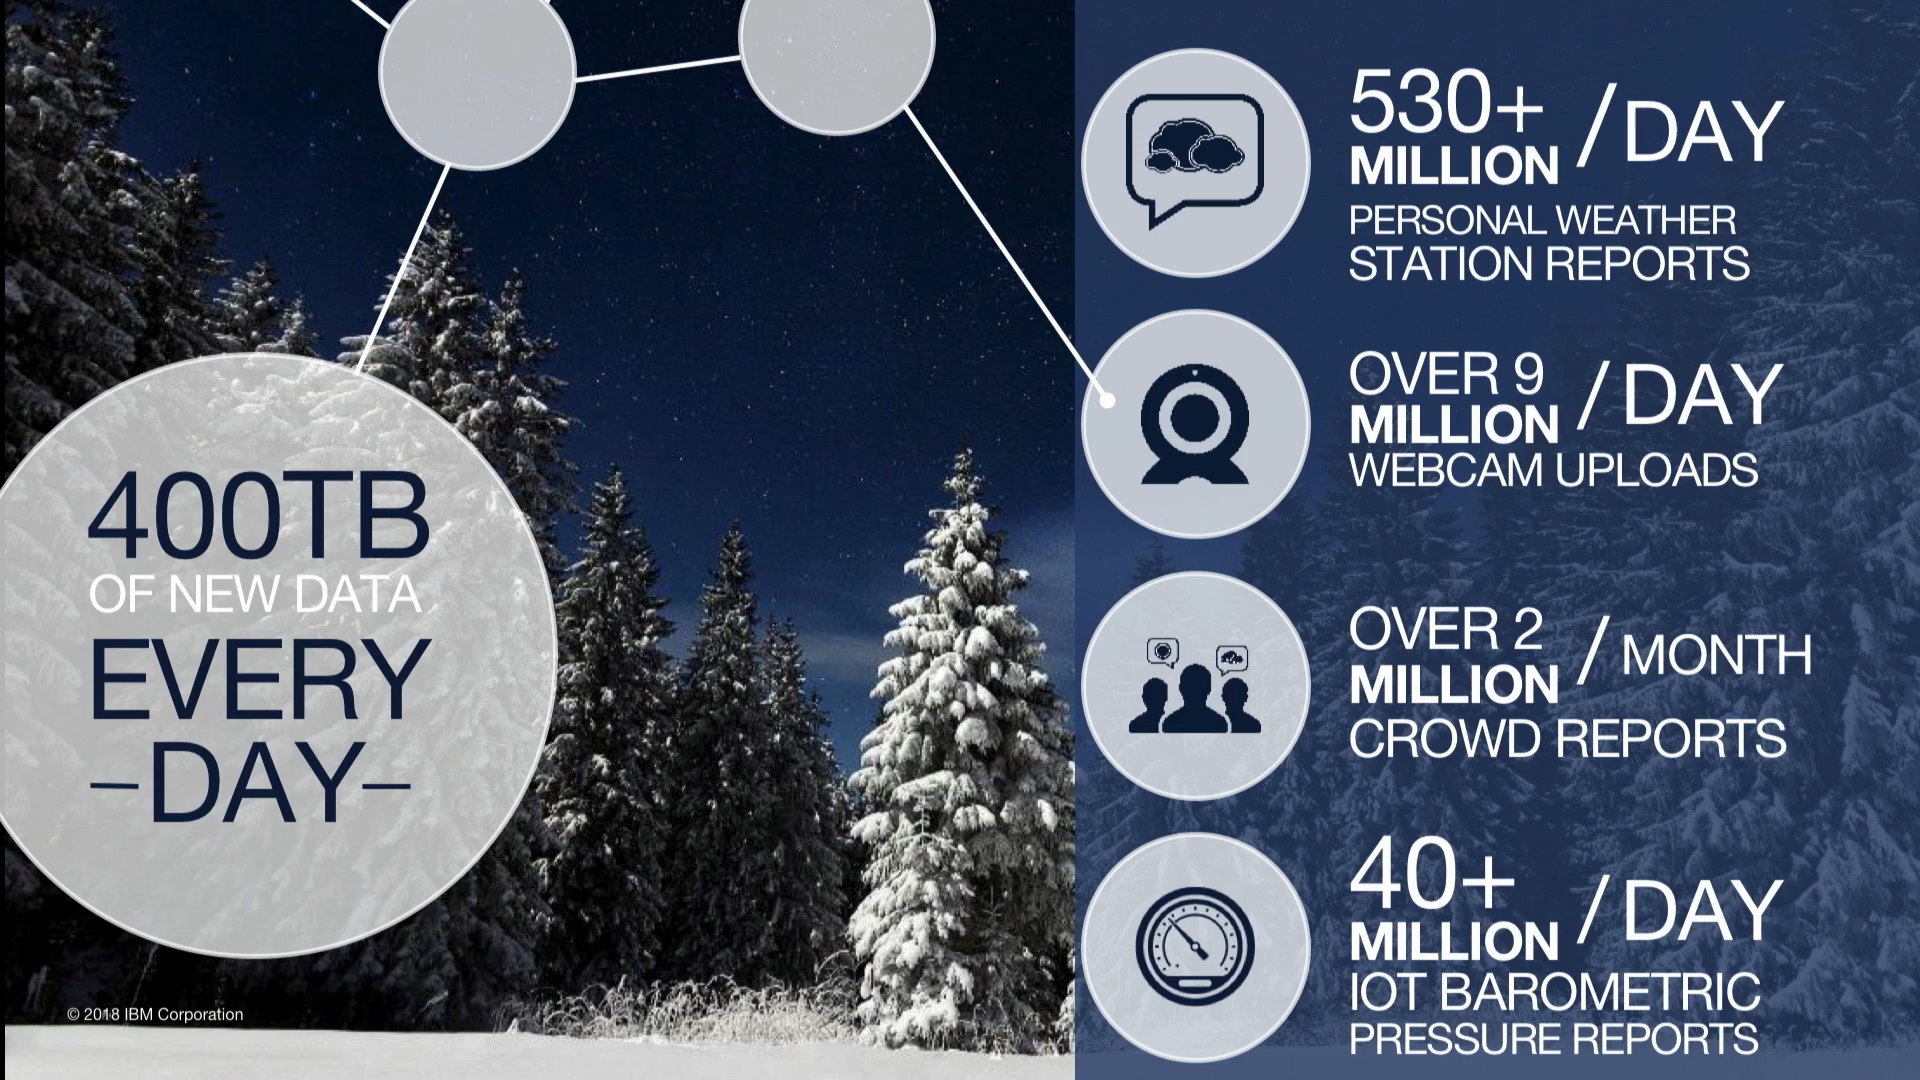 400TB
OF NEW DATA
EVERY
–DAY–
© 2018 IBM Corporation
530+
MILLION /DAY
PERSONAL WEATHER
STATION REPORTS
OVER 9
MILLION /DAY
WEBCAM UPLOADS
OVER 2
MILLION /MONTH
CROWD REPORTS
40+
MILLION /DAY
IOT BAROMETRIC
PRESSURE REPORTS